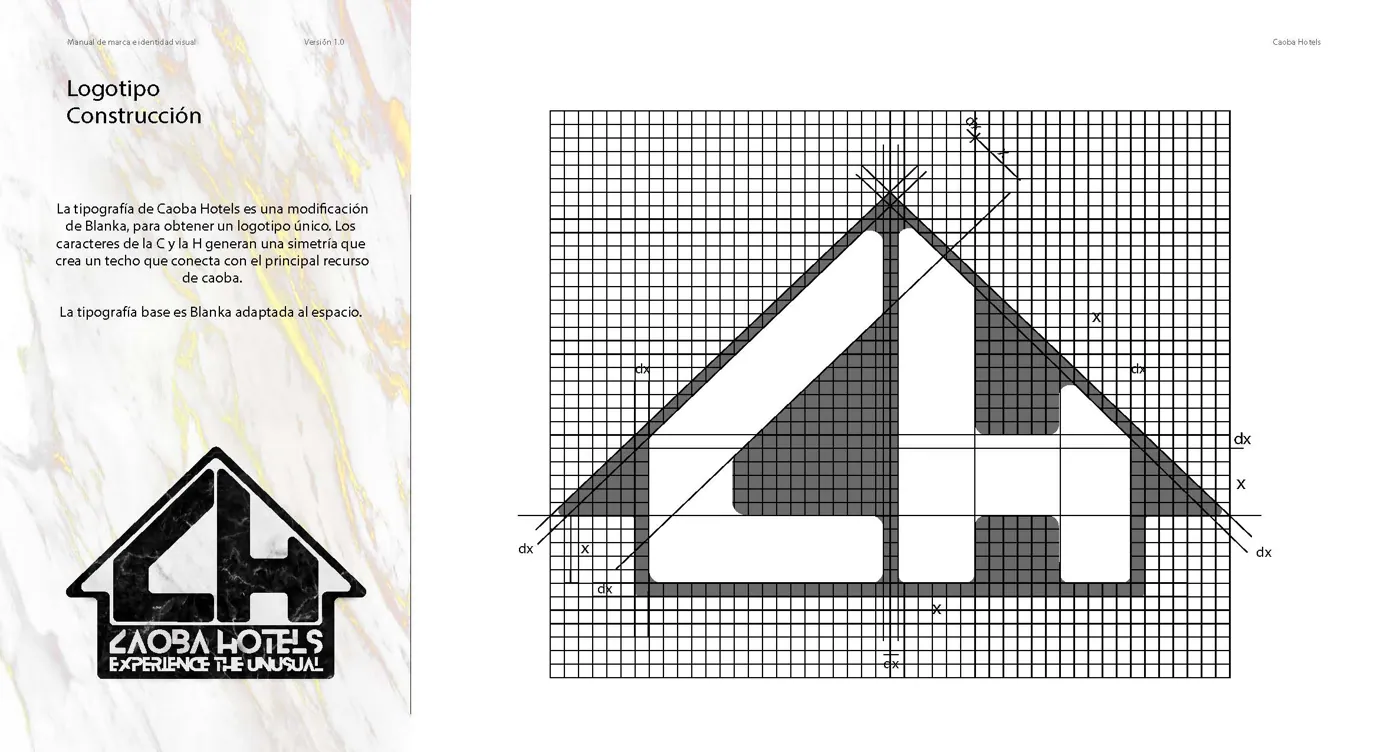 Manual de marca e identidad visual
Versión 1.0
Caoba Hotels
Logotipo
Construcción
La tipografía de Caoba Hotels es una modificación
de Blanka, para obtener un logotipo único. Los
caracteres de la C y la H generan una simetría que
crea un techo que conecta con el principal recurso
de caoba.
La tipografía base es Blanka adaptada al espacio.
CH
CAOBA HOTELS
EXPERIENCE THE UNUSUAL
x
x
dx
dx
dx
x
dx
x
dx
dx
x
dx